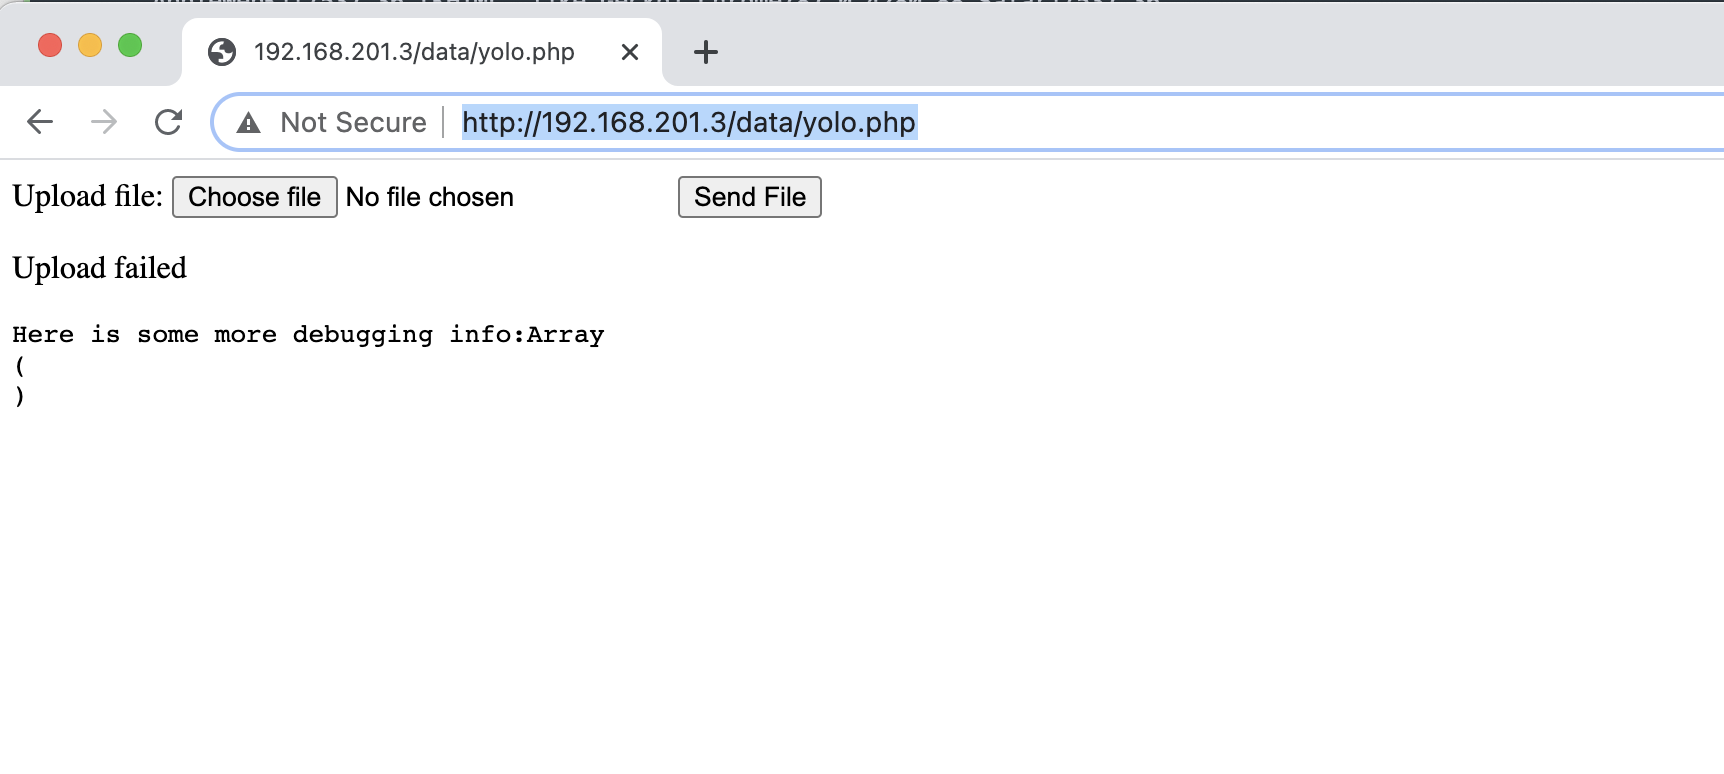 192.168.201.3/data/yolo.php
Not Secure http://192.168.201.3/data/yolo.php
Upload file: Choose file No file chosen Send File
Upload failed
Here is some more debugging info:Array
(
)